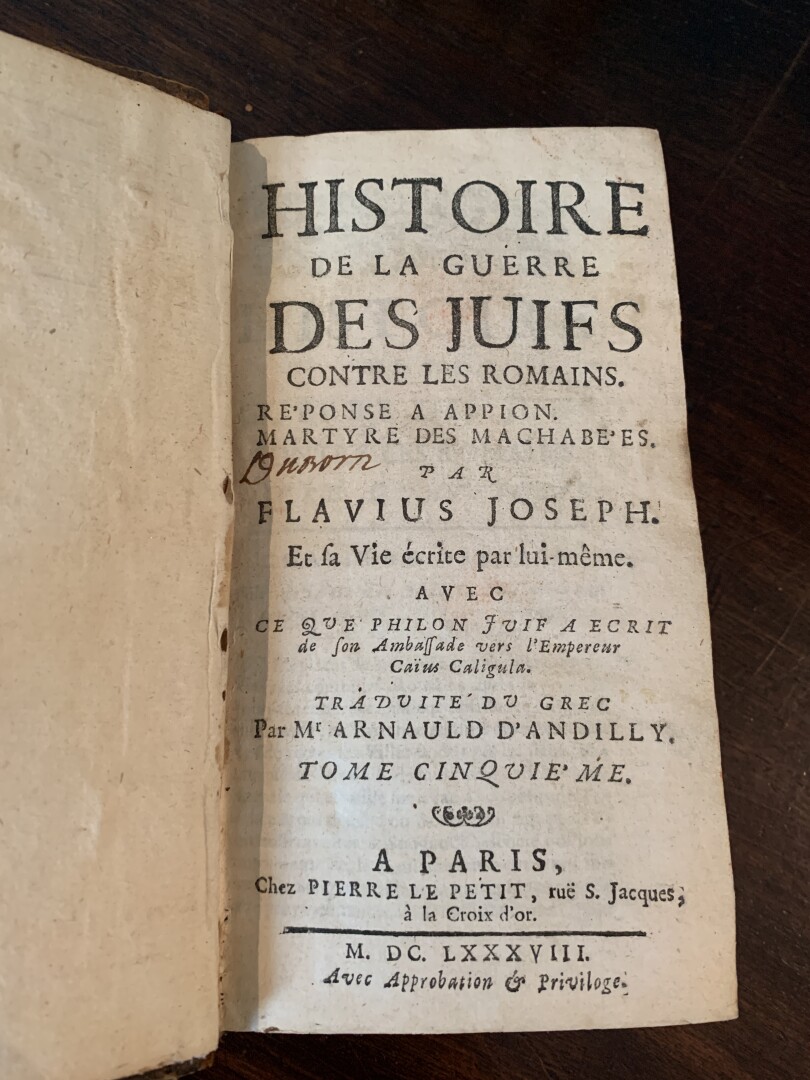 HISTOIRE
DE LA GUERRE
DES JUIFS
CONTRE LES ROMAINS.
RE'PONSE A APPION.
MARTYRE DES MACHABE'ES.
PAR
FLAVIUS JOSEPH.
Et ſa Vie écrite par lui-même.
AVEC
CE QUE PHILON JUIF A ECRIT
de ſon Ambaſſade vers l'Empereur
Caïus Caligula.
TRADUITE DU GREC
Par Mr ARNAULD D'ANDILLY.
TOME CINQUIE'ME.
A PARIS,
Chez PIERRE LE PETIT, ruë S. Jacques,
à la Croix d'or.
M. DC. LXXXVIII.
Avec Approbation & Priviloge.